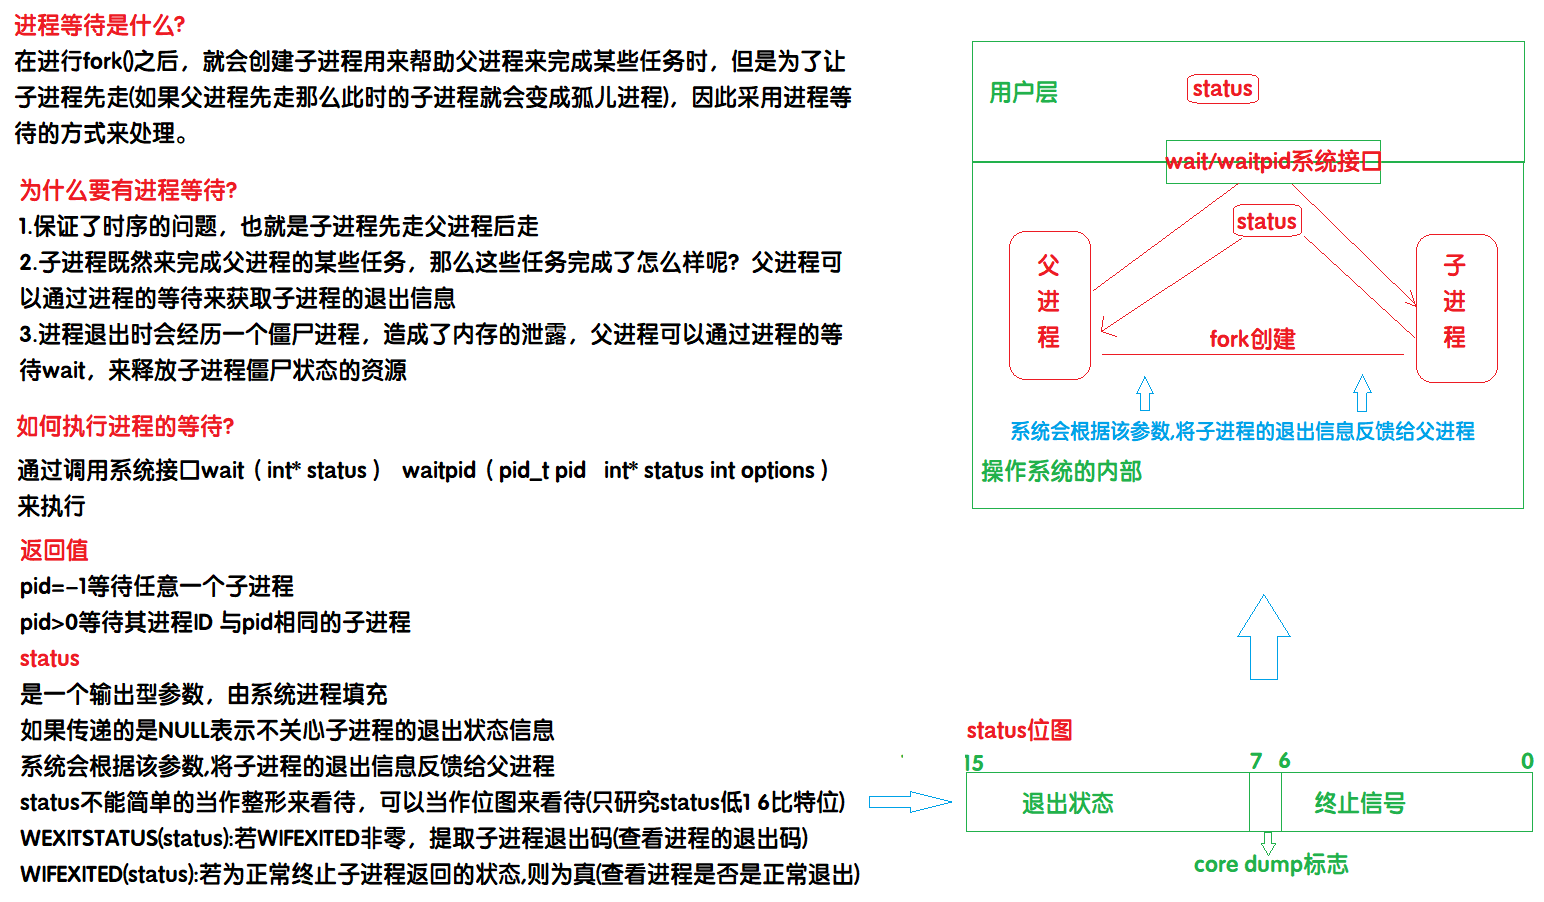 进程等待是什么?
在进行fork()之后，就会创建子进程用来帮助父进程来完成某些任务时，但是为了让
子进程先走(如果父进程先走那么此时的子进程就会变成孤儿进程)，因此采用进程等
待的方式来处理。
为什么要有进程等待?
1.保证了时序的问题，也就是子进程先走父进程后走
2.子进程既然来完成父进程的某些任务，那么这些任务完成了怎么样呢？父进程可
以通过进程的等待来获取子进程的退出信息
3.进程退出时会经历一个僵尸进程，造成了内存的泄露，父进程可以通过进程的等
待wait，来释放子进程僵尸状态的资源
如何执行进程的等待?
通过调用系统接口wait（int* status） waitpid（pid_t pid int* status int options）
来执行
返回值
pid=-1等待任意一个子进程
pid>0等待其进程ID 与pid相同的子进程
status
是一个输出型参数，由系统进程填充
如果传递的是NULL表示不关心子进程的退出状态信息
系统会根据该参数,将子进程的退出信息反馈给父进程
status不能简单的当作整形来看待，可以当作位图来看待(只研究status低1 6比特位)
WEXITSTATUS(status):若WIFEXITED非零，提取子进程退出码(查看进程的退出码)
WIFEXITED(status):若为正常终止子进程返回的状态,则为真(查看进程是否是正常退出)
用户层
status
wait/waitpid系统接口
status
父进程
子进程
fork创建
系统会根据该参数,将子进程的退出信息反馈给父进程
操作系统的内部
status位图
15 7 6 0
退出状态 终止信号
core dump标志